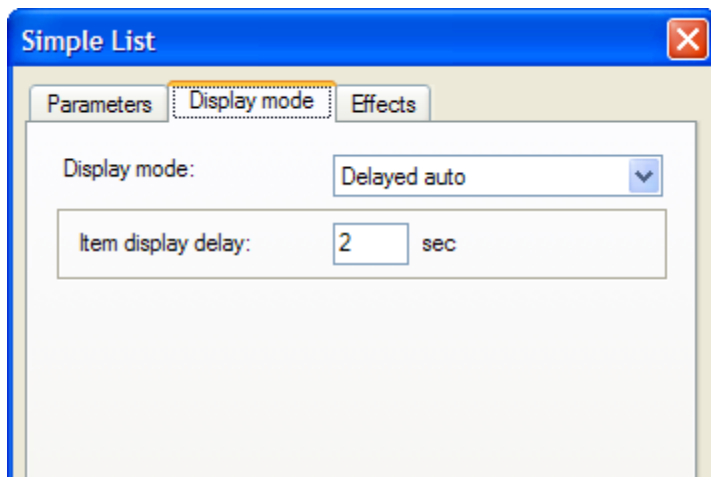 Simple List
Parameters Display mode Effects
Display mode: Delayed auto
Item display delay: 2 sec